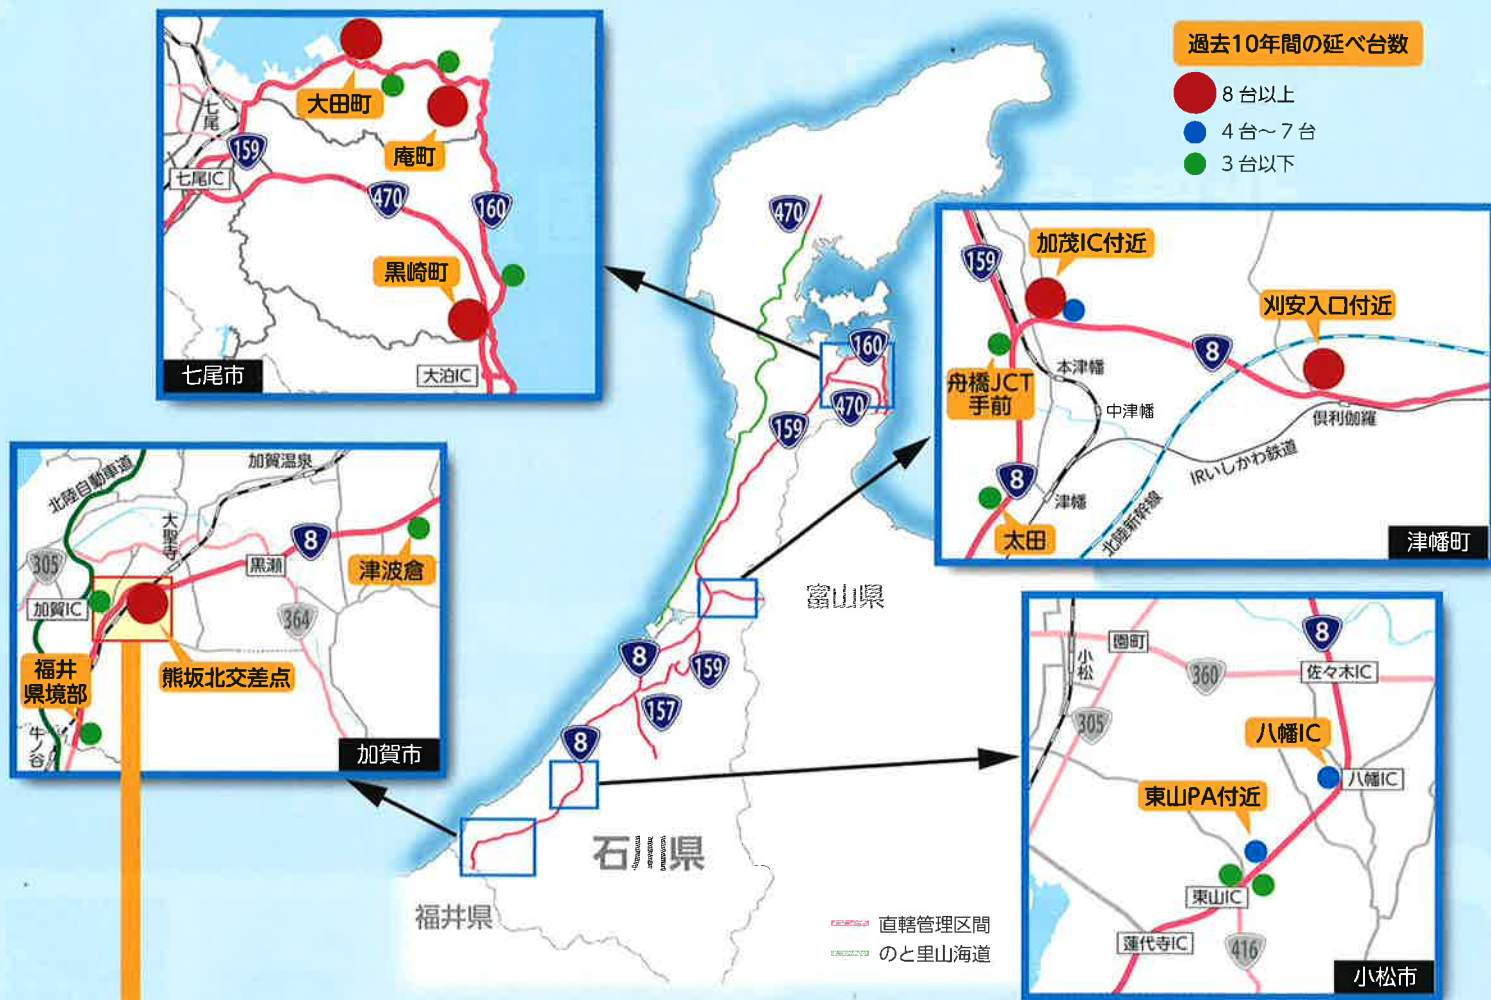 過去10年間の延べ台数
8台以上
4台～7台
3台以下
大田町
七尾
庵町
159
七尾IC
470
160
黒崎町
大泊IC
七尾市
470
160
470
159
8
159
157
8
富山県
石川県
福井県
直轄管理区間
のと里山海道
159
加茂IC付近
刈安入口付近
8
本津幡
舟橋JCT
手前
中津幡
倶利伽羅
IRいしかわ鉄道
8
津幡
北陸新幹線
太田
津幡町
加賀温泉
北陸自動車道
大聖寺
8
305
黒瀬
津波倉
加賀IC
364
福井
県境部
熊坂北交差点
牛ノ谷
加賀市
小松
園町
8
360
佐々木IC
305
八幡IC
八幡IC
東山PA付近
東山IC
蓮代寺IC
416
小松市